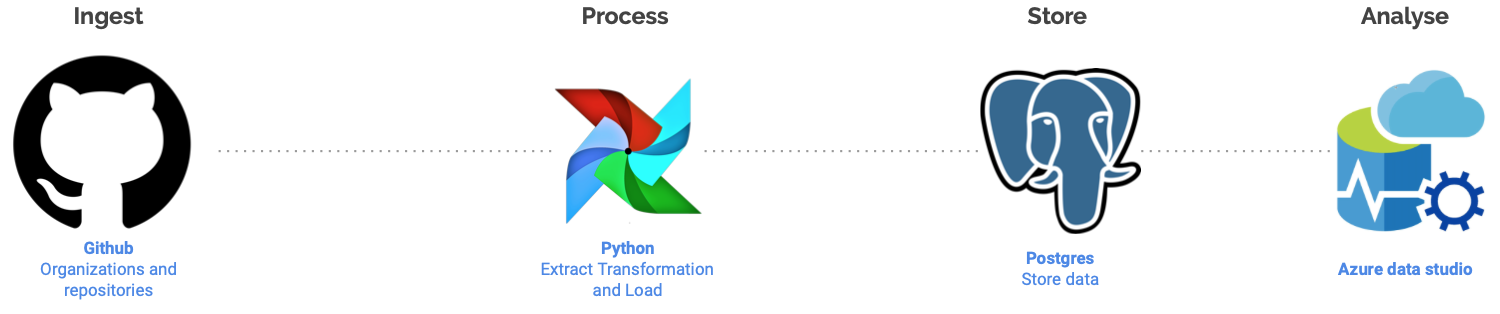 Ingest
Process
Store
Analyse
Github
Organizations and
repositories
Python
Extract Transformation
and Load
Postgres
Store data
Azure data studio